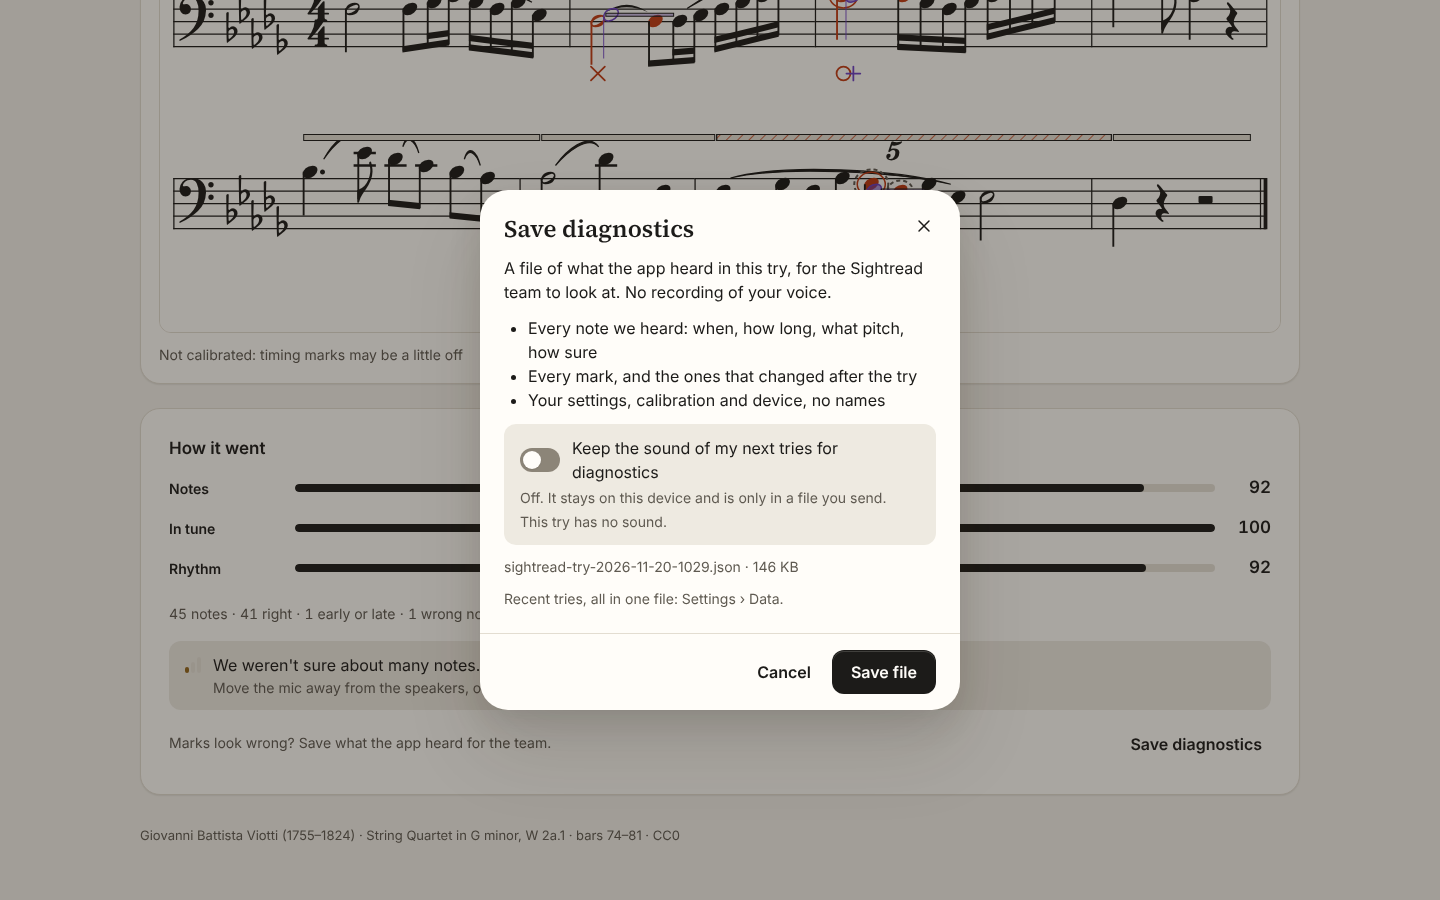 4
4
5
Save diagnostics
A file of what the app heard in this try, for the Sightread
team to look at. No recording of your voice.
• Every note we heard: when, how long, what pitch,
how sure
• Every mark, and the ones that changed after the try
• Your settings, calibration and device, no names
Keep the sound of my next tries for
diagnostics
Off. It stays on this device and is only in a file you send.
This try has no sound.
sightread-try-2026-11-20-1029.json · 146 KB
Recent tries, all in one file: Settings › Data.
Cancel
Save file
Not calibrated: timing marks may be a little off
How it went
Notes 92
In tune 100
Rhythm 92
45 notes · 41 right · 1 early or late · 1 wrong
We weren't sure about many notes.
Move the mic away from the speakers,
Marks look wrong? Save what the app heard for the team.
Save diagnostics
Giovanni Battista Viotti (1755–1824) · String Quartet in G minor, W 2a.1 · bars 74–81 · CC0